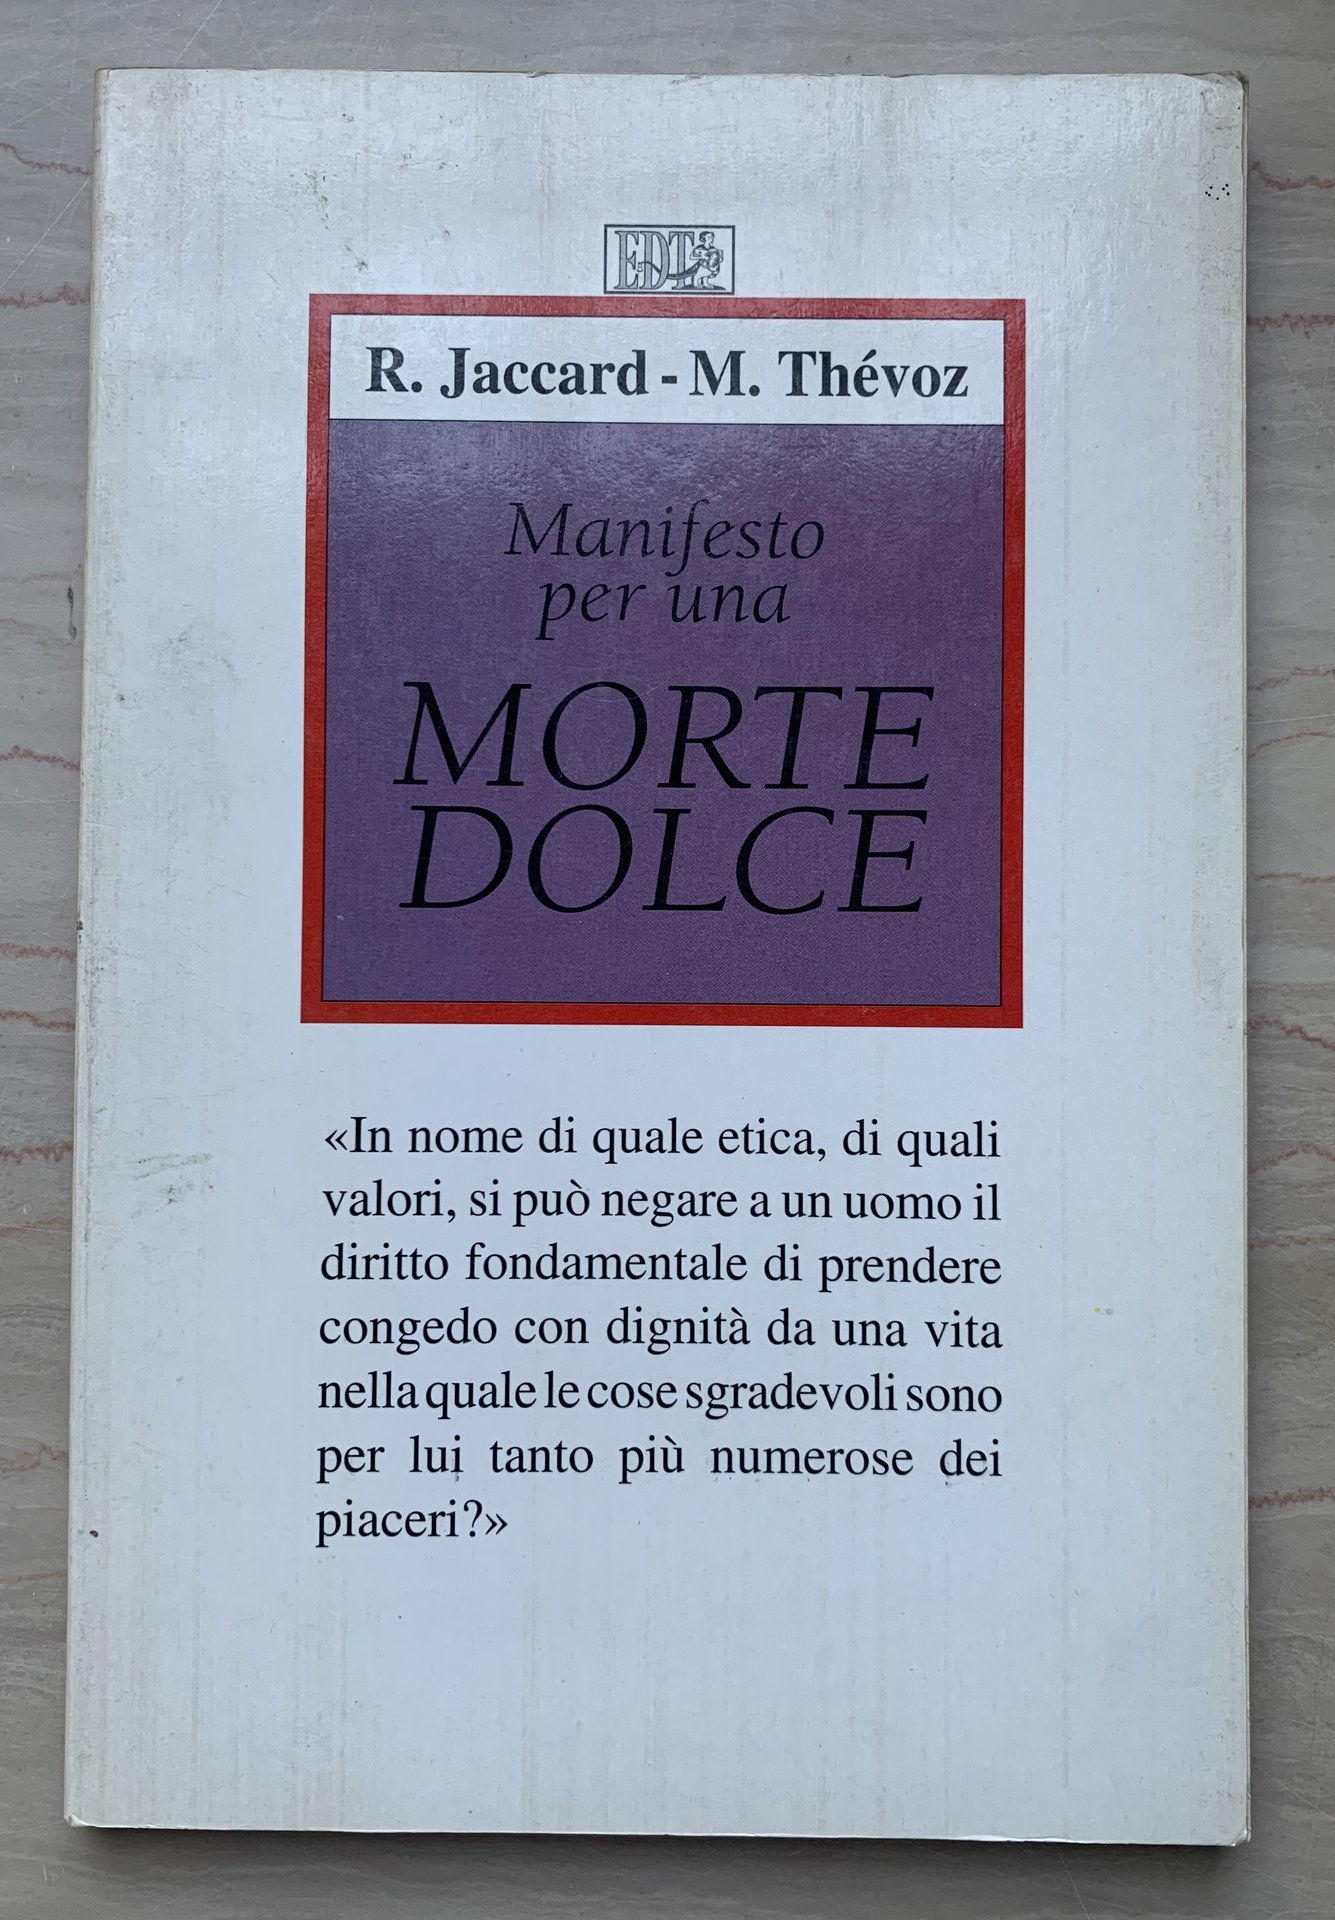 EDT
R. Jaccard - M. Thévoz
Manifesto
per una
MORTE
DOLCE
«In nome di quale etica, di quali
valori, si può negare a un uomo il
diritto fondamentale di prendere
congedo con dignità da una vita
nella quale le cose sgradevoli sono
per lui tanto più numerose dei
piaceri?»